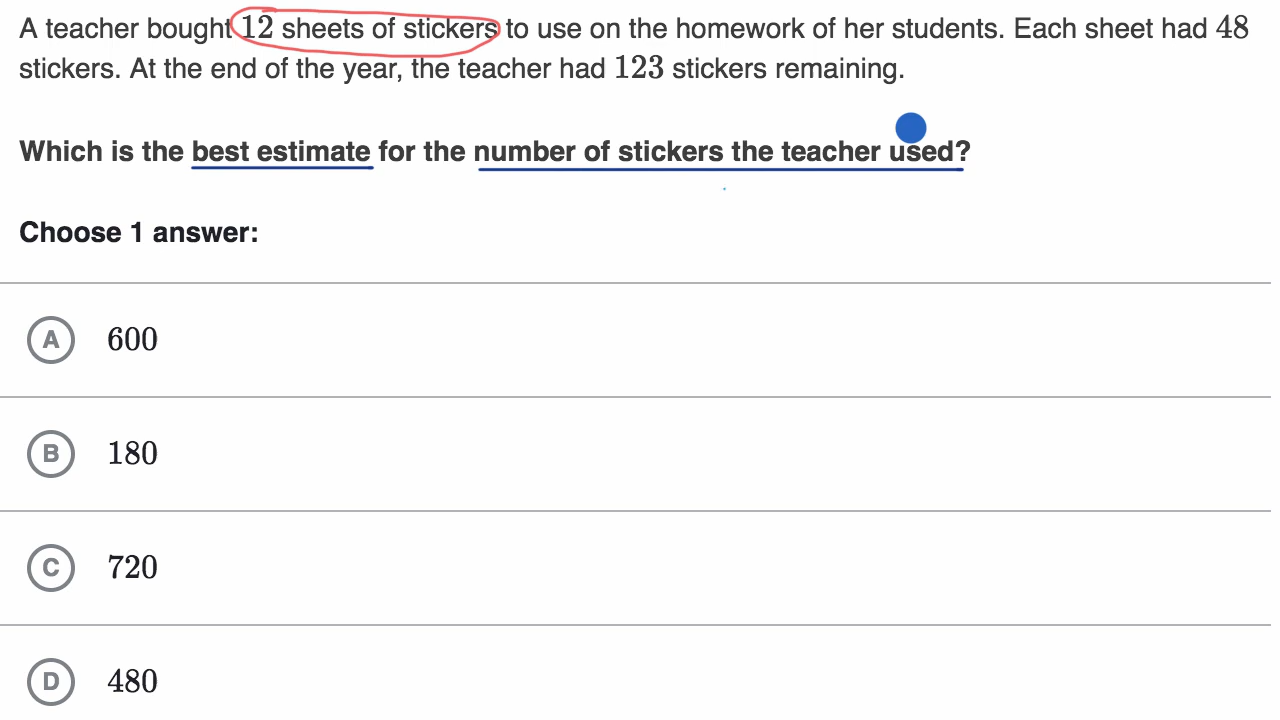 A teacher bought 12 sheets of stickers to use on the homework of her students. Each sheet had 48
stickers. At the end of the year, the teacher had 123 stickers remaining.
Which is the best estimate for the number of stickers the teacher used?
Choose 1 answer:
A 600
B 180
C 720
D 480